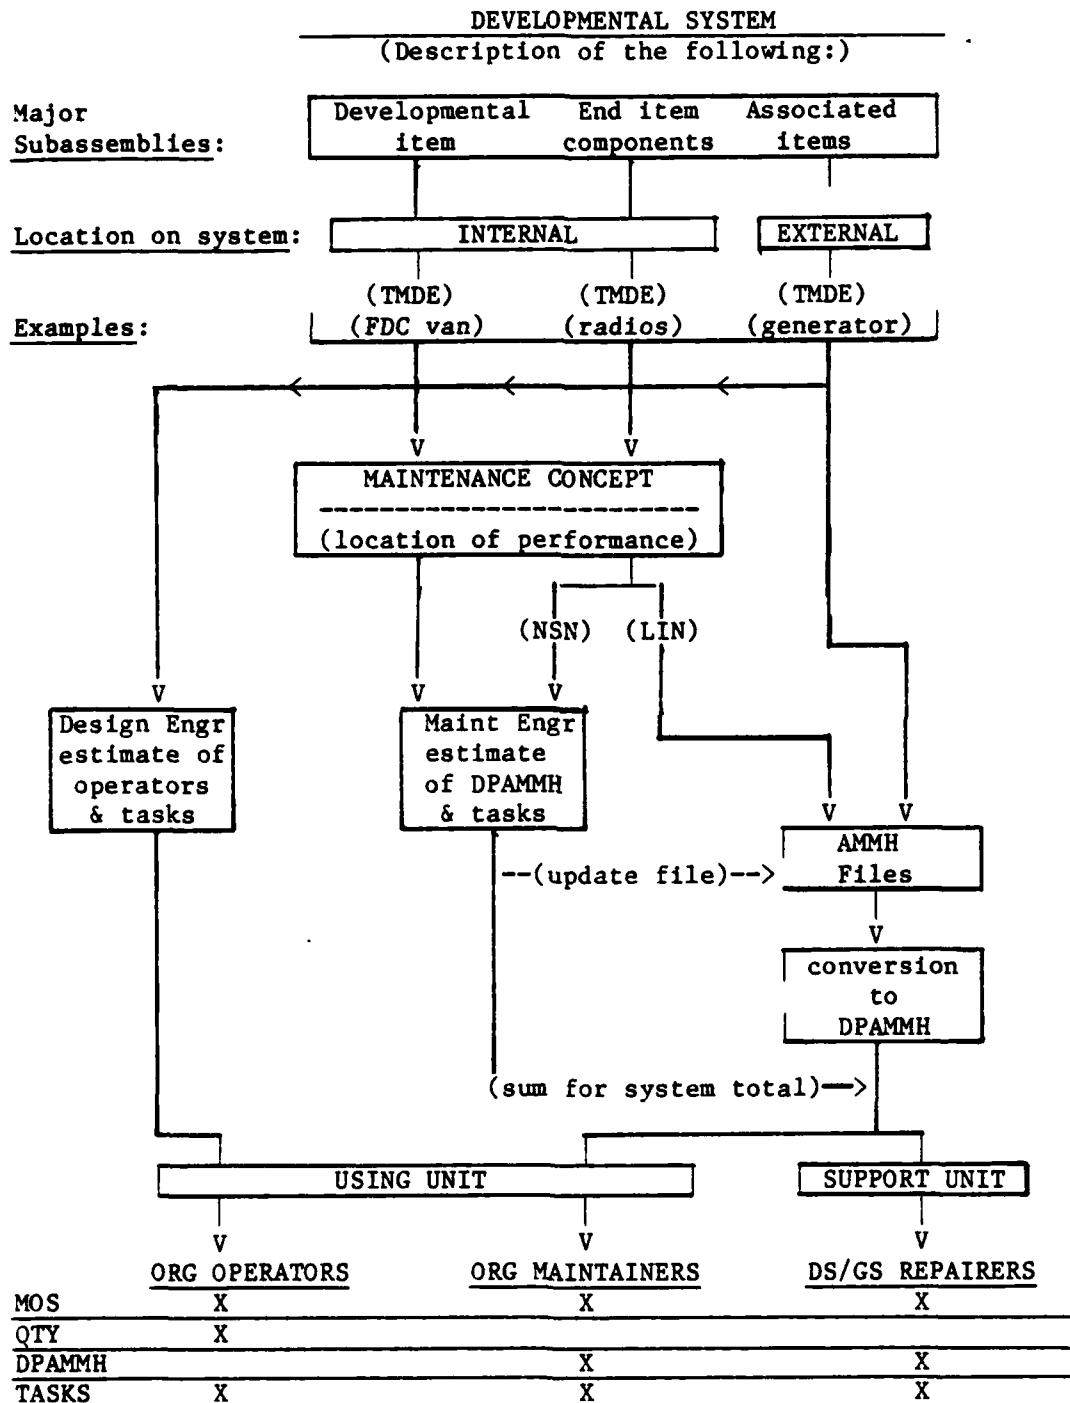 DEVELOPMENTAL SYSTEM
(Description of the following:)
Major
Subassemblies:
Developmental item
End item components
Associated items
Location on system:
INTERNAL
EXTERNAL
Examples:
(TMDE) (TMDE) (TMDE)
(FDC van) (radios) (generator)
V V
MAINTENANCE CONCEPT
------------------------
(location of performance)
(NSN) (LIN)
V V V
Design Engr
estimate of
operators
& tasks
Maint Engr
estimate
of DPAMMH
& tasks
V V
AMMH
Files
--(update file)-->
V
conversion
to
DPAMMH
(sum for system total)—>
USING UNIT
SUPPORT UNIT
V V V
ORG OPERATORS ORG MAINTAINERS DS/GS REPAIRERS
MOS X X X
QTY X
DPAMMH X X
TASKS X X X